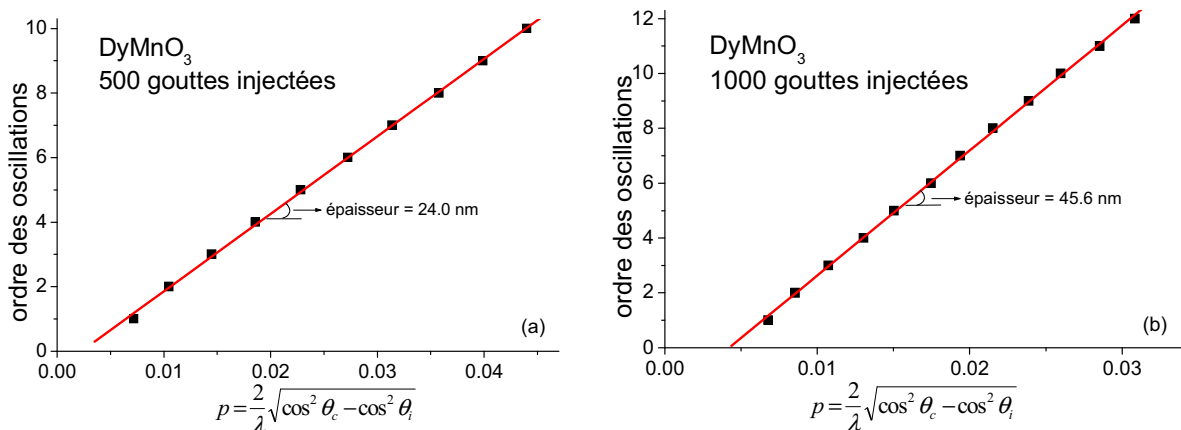 DyMnO₃
500 gouttes injectées
ordre des oscillations
10
8
6
4
2
0
épaisseur = 24.0 nm
(a)
0.00 0.01 0.02 0.03 0.04
p = 2/λ √(cos² θc − cos² θi)
DyMnO₃
1000 gouttes injectées
ordre des oscillations
12
10
8
6
4
2
0
épaisseur = 45.6 nm
(b)
0.00 0.01 0.02 0.03
p = 2/λ √(cos² θc − cos² θi)